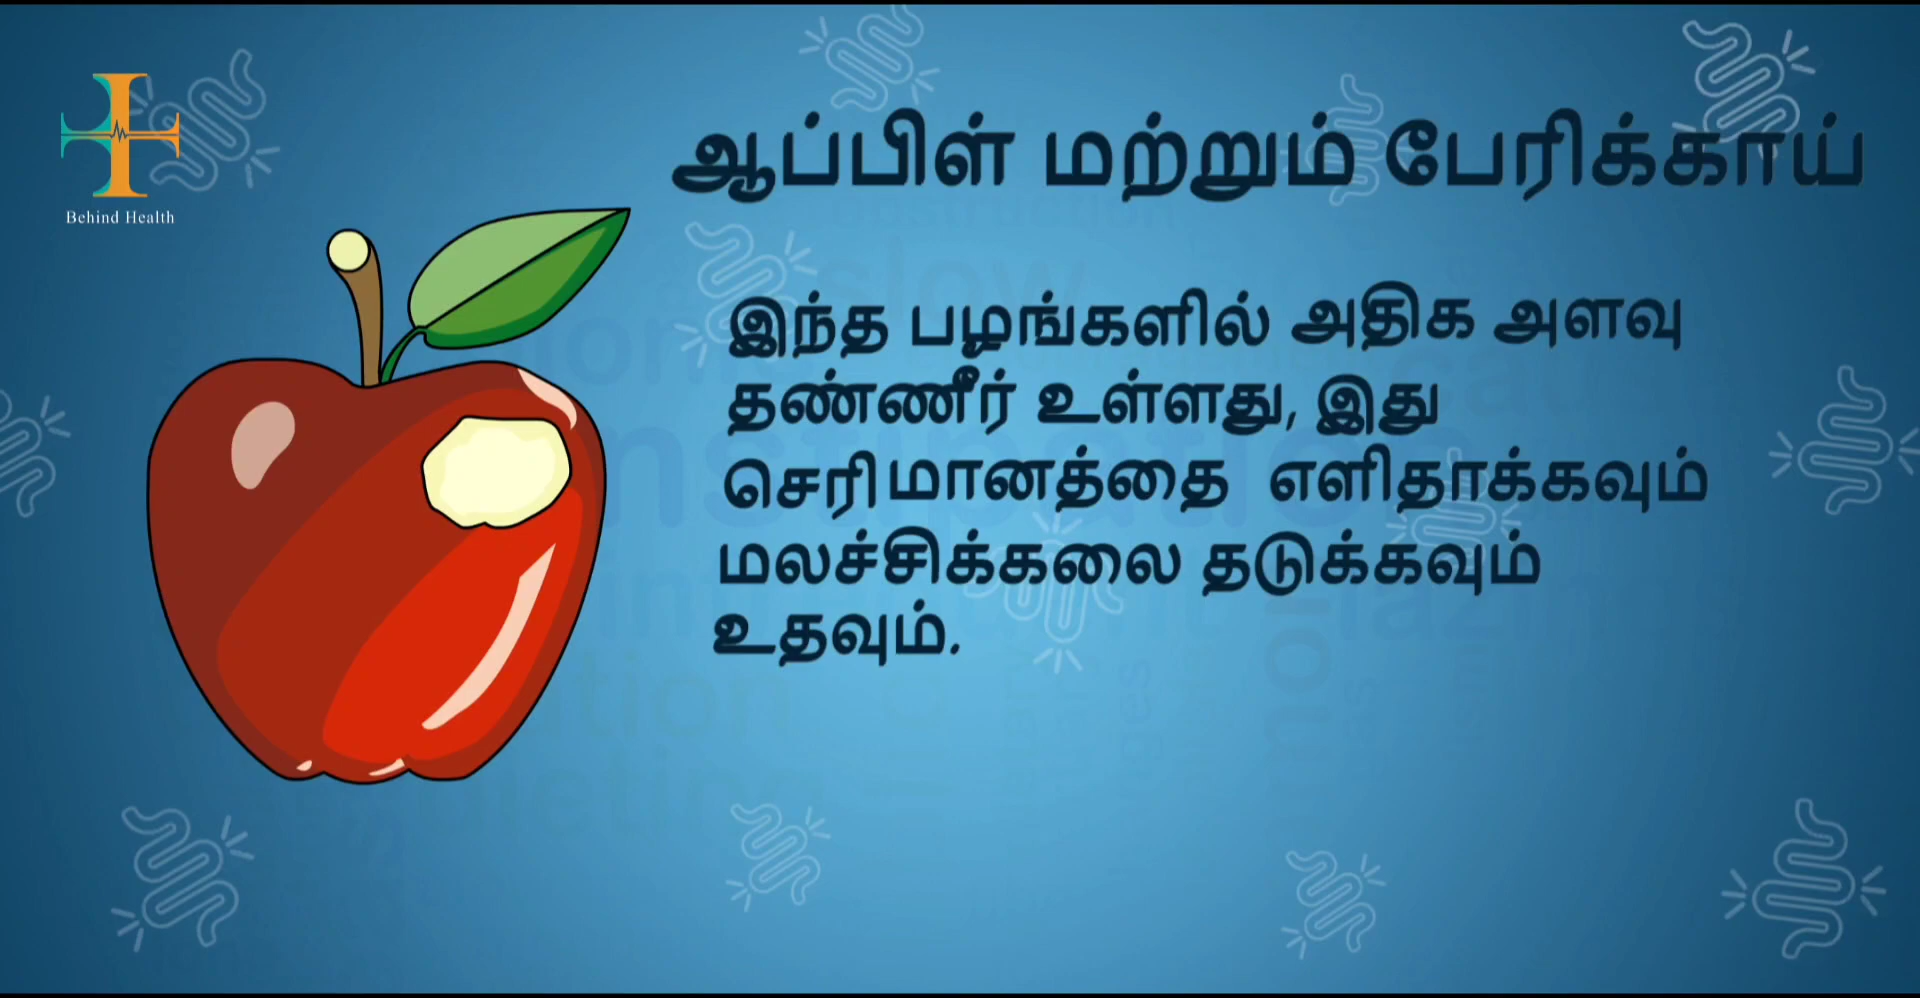 Behind Health
ஆப்பிள் மற்றும் பேரிக்காய்
இந்த பழங்களில் அதிக அளவு
தண்ணீர் உள்ளது, இது
செரிமானத்தை எளிதாக்கவும்
மலச்சிக்கலை தடுக்கவும்
உதவும்.